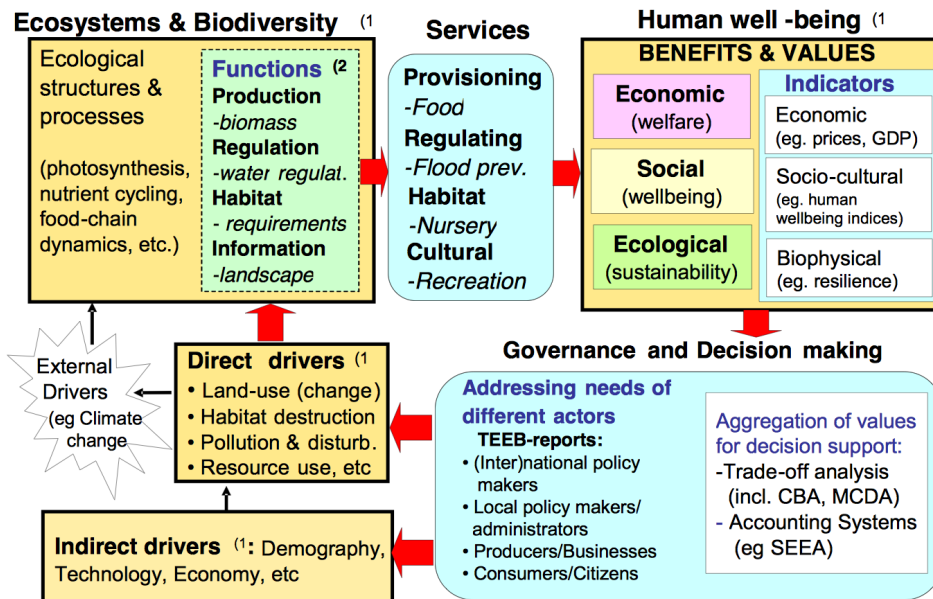 Ecosystems & Biodiversity (1
Ecological
structures &
processes
(photosynthesis,
nutrient cycling,
food-chain
dynamics, etc.)
Functions (2
Production
-biomass
Regulation
-water regulat.
Habitat
- requirements
Information
-landscape
Services
Provisioning
-Food
Regulating
-Flood prev.
Habitat
-Nursery
Cultural
-Recreation
Human well -being (1
BENEFITS & VALUES
Economic
(welfare)
Social
(wellbeing)
Ecological
(sustainability)
Indicators
Economic
(eg. prices, GDP)
Socio-cultural
(eg. human
wellbeing indices)
Biophysical
(eg. resilience)
External
Drivers
(eg Climate
change
Direct drivers (1
• Land-use (change)
• Habitat destruction
• Pollution & disturb.
• Resource use, etc
Indirect drivers (1: Demography,
Technology, Economy, etc
Governance and Decision making
Addressing needs of
different actors
TEEB-reports:
• (Inter)national policy
makers
• Local policy makers/
administrators
• Producers/Businesses
• Consumers/Citizens
Aggregation of values
for decision support:
-Trade-off analysis
(incl. CBA, MCDA)
- Accounting Systems
(eg SEEA)